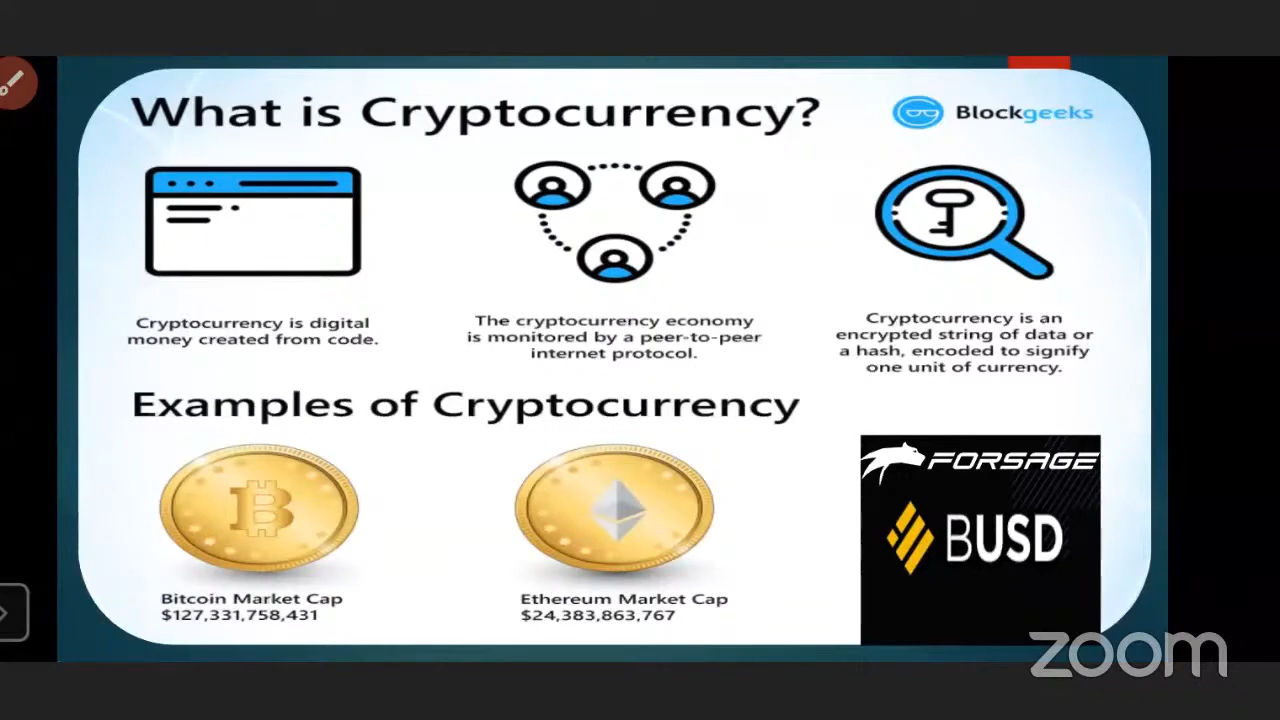 What is Cryptocurrency?
Blockgeeks
Cryptocurrency is digital
money created from code.
The cryptocurrency economy
is monitored by a peer-to-peer
internet protocol.
Cryptocurrency is an
encrypted string of data or
a hash, encoded to signify
one unit of currency.
Examples of Cryptocurrency
Bitcoin Market Cap
$127,331,758,431
Ethereum Market Cap
$24,383,863,767
FORSAGE
BUSD
zoom